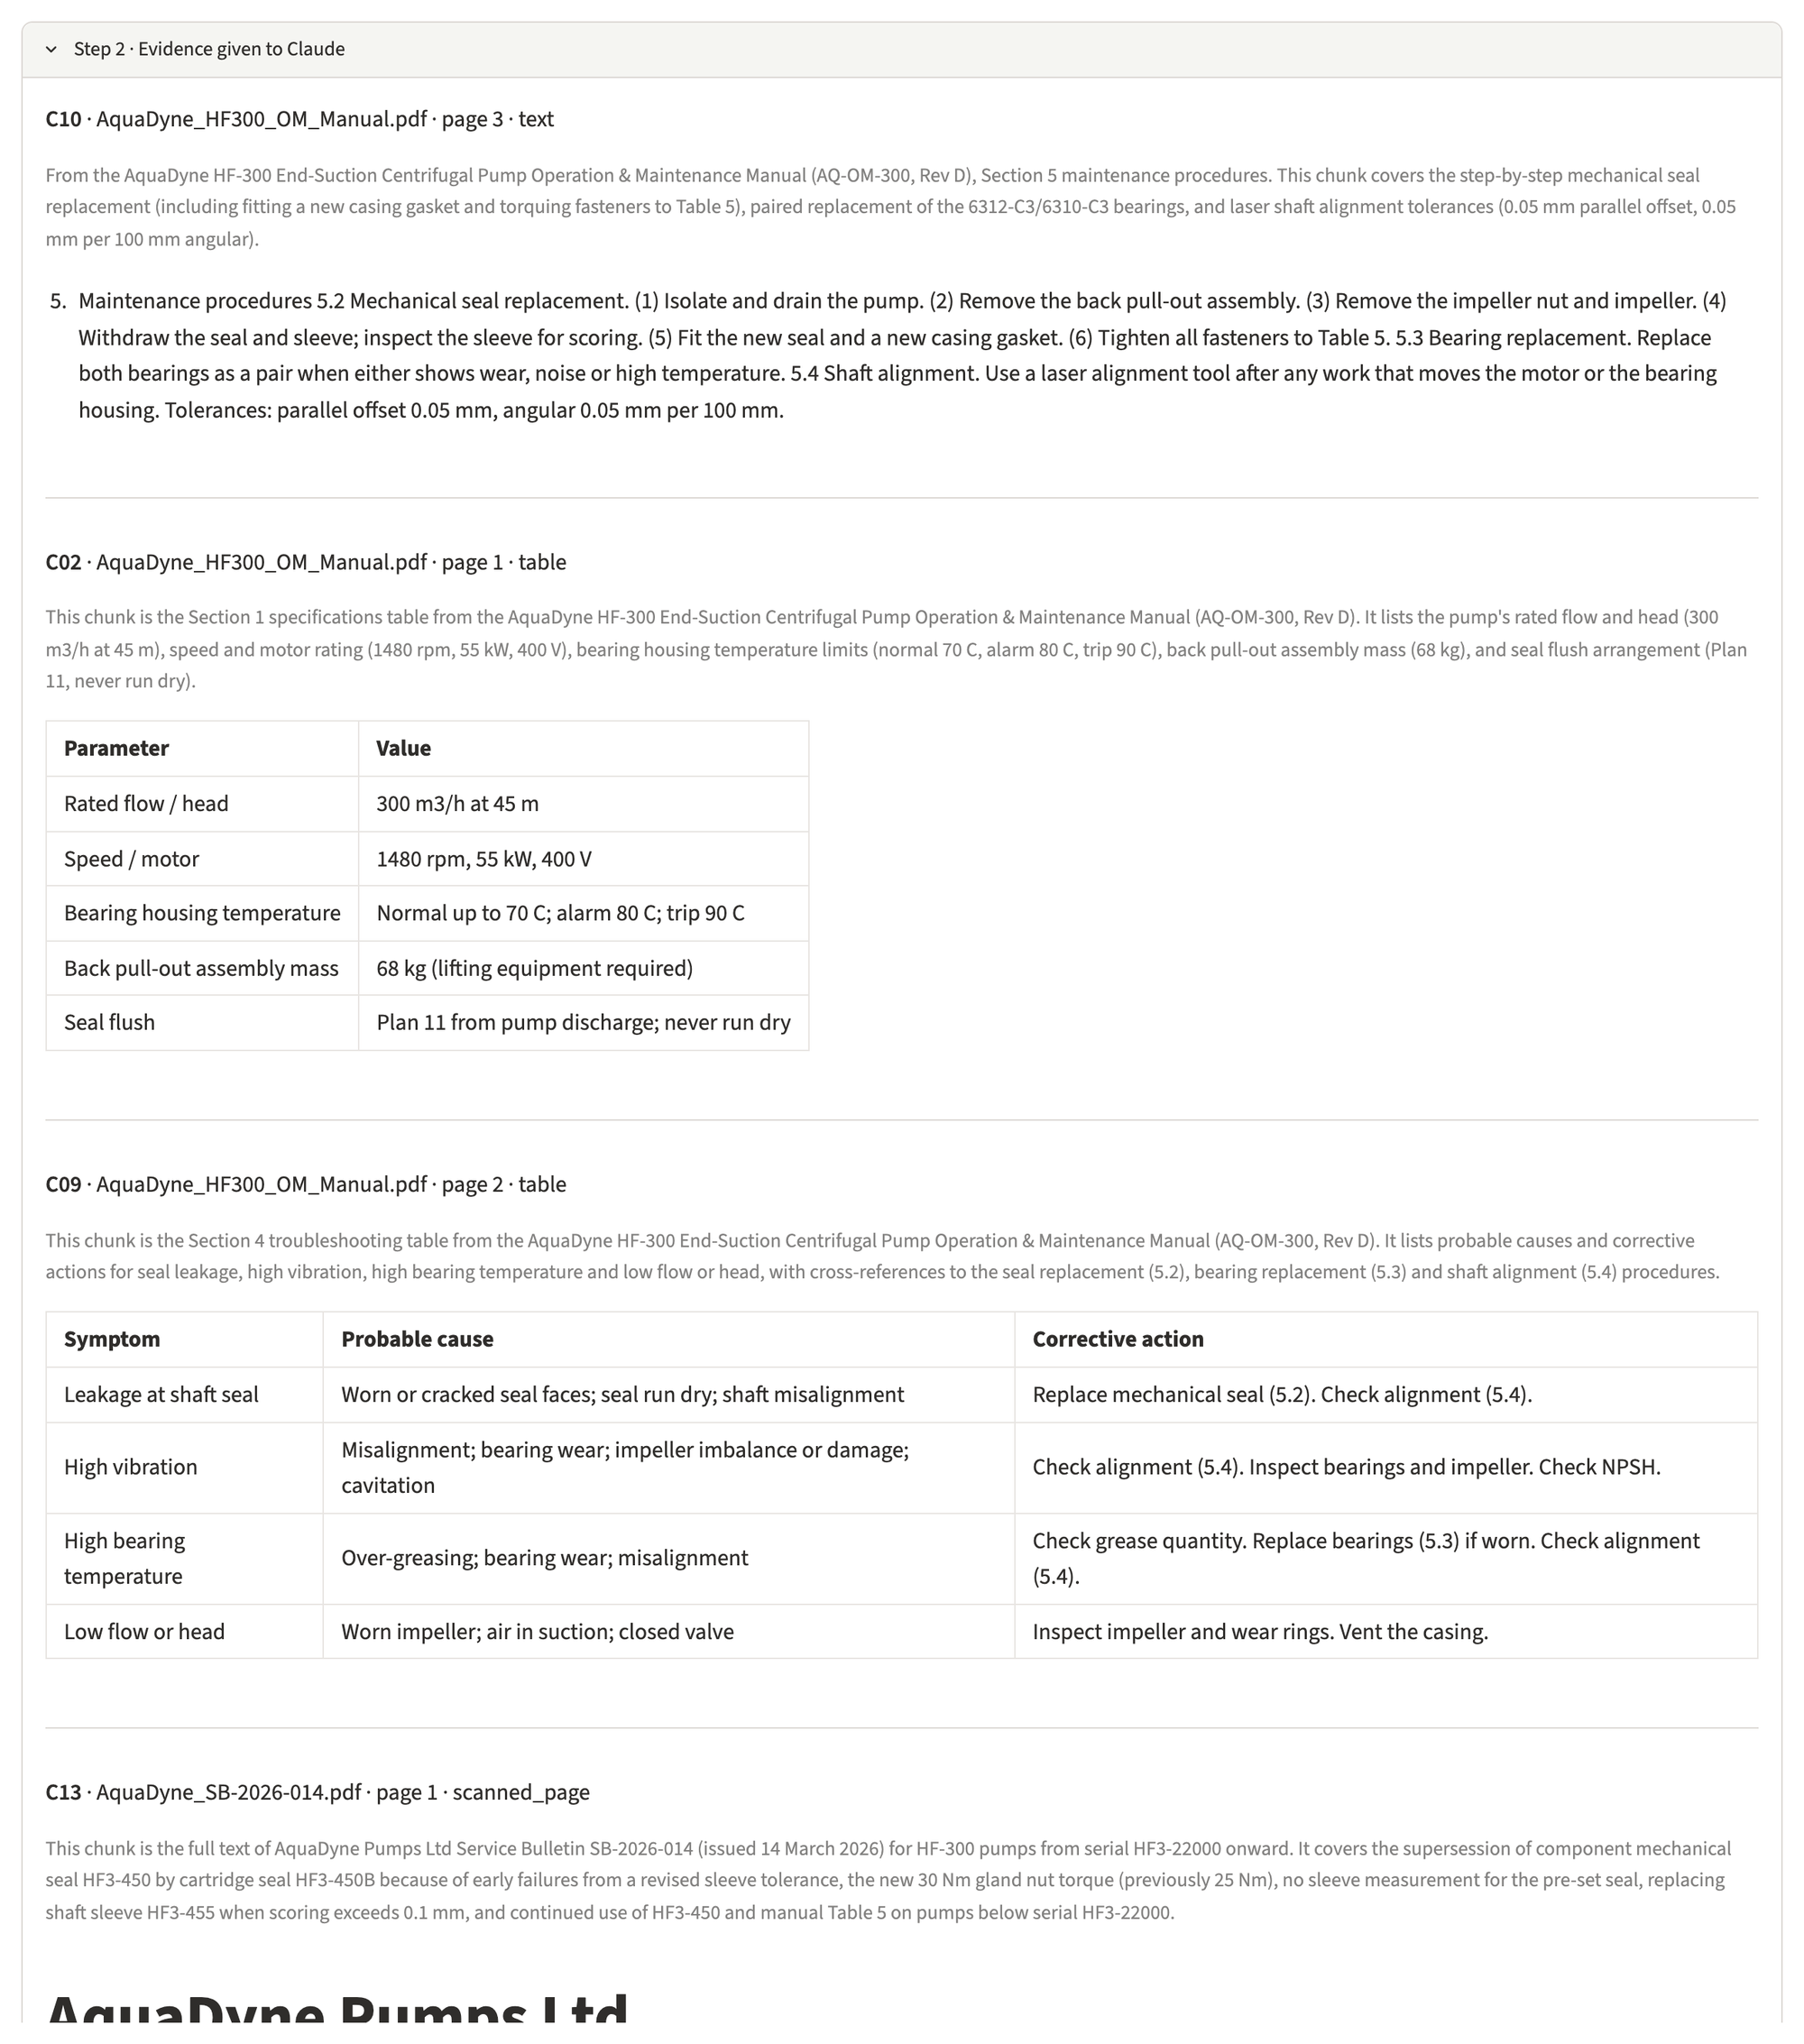 Step 2 · Evidence given to Claude
C10 · AquaDyne_HF300_OM_Manual.pdf · page 3 · text
From the AquaDyne HF-300 End-Suction Centrifugal Pump Operation & Maintenance Manual (AQ-OM-300, Rev D), Section 5 maintenance procedures. This chunk covers the step-by-step mechanical seal
replacement (including fitting a new casing gasket and torquing fasteners to Table 5), paired replacement of the 6312-C3/6310-C3 bearings, and laser shaft alignment tolerances (0.05 mm parallel offset, 0.05
mm per 100 mm angular).
5. Maintenance procedures 5.2 Mechanical seal replacement. (1) Isolate and drain the pump. (2) Remove the back pull-out assembly. (3) Remove the impeller nut and impeller. (4)
Withdraw the seal and sleeve; inspect the sleeve for scoring. (5) Fit the new seal and a new casing gasket. (6) Tighten all fasteners to Table 5. 5.3 Bearing replacement. Replace
both bearings as a pair when either shows wear, noise or high temperature. 5.4 Shaft alignment. Use a laser alignment tool after any work that moves the motor or the bearing
housing. Tolerances: parallel offset 0.05 mm, angular 0.05 mm per 100 mm.
C02 · AquaDyne_HF300_OM_Manual.pdf · page 1 · table
This chunk is the Section 1 specifications table from the AquaDyne HF-300 End-Suction Centrifugal Pump Operation & Maintenance Manual (AQ-OM-300, Rev D). It lists the pump's rated flow and head (300
m3/h at 45 m), speed and motor rating (1480 rpm, 55 kW, 400 V), bearing housing temperature limits (normal 70 C, alarm 80 C, trip 90 C), back pull-out assembly mass (68 kg), and seal flush arrangement (Plan
11, never run dry).
Parameter Value
Rated flow / head 300 m3/h at 45 m
Speed / motor 1480 rpm, 55 kW, 400 V
Bearing housing temperature Normal up to 70 C; alarm 80 C; trip 90 C
Back pull-out assembly mass 68 kg (lifting equipment required)
Seal flush Plan 11 from pump discharge; never run dry
C09 · AquaDyne_HF300_OM_Manual.pdf · page 2 · table
This chunk is the Section 4 troubleshooting table from the AquaDyne HF-300 End-Suction Centrifugal Pump Operation & Maintenance Manual (AQ-OM-300, Rev D). It lists probable causes and corrective
actions for seal leakage, high vibration, high bearing temperature and low flow or head, with cross-references to the seal replacement (5.2), bearing replacement (5.3) and shaft alignment (5.4) procedures.
Symptom Probable cause Corrective action
Leakage at shaft seal Worn or cracked seal faces; seal run dry; shaft misalignment Replace mechanical seal (5.2). Check alignment (5.4).
High vibration Misalignment; bearing wear; impeller imbalance or damage;
cavitation Check alignment (5.4). Inspect bearings and impeller. Check NPSH.
High bearing
temperature Over-greasing; bearing wear; misalignment Check grease quantity. Replace bearings (5.3) if worn. Check alignment
(5.4).
Low flow or head Worn impeller; air in suction; closed valve Inspect impeller and wear rings. Vent the casing.
C13 · AquaDyne_SB-2026-014.pdf · page 1 · scanned_page
This chunk is the full text of AquaDyne Pumps Ltd Service Bulletin SB-2026-014 (issued 14 March 2026) for HF-300 pumps from serial HF3-22000 onward. It covers the supersession of component mechanical
seal HF3-450 by cartridge seal HF3-450B because of early failures from a revised sleeve tolerance, the new 30 Nm gland nut torque (previously 25 Nm), no sleeve measurement for the pre-set seal, replacing
shaft sleeve HF3-455 when scoring exceeds 0.1 mm, and continued use of HF3-450 and manual Table 5 on pumps below serial HF3-22000.
AquaDyne Pumps Ltd